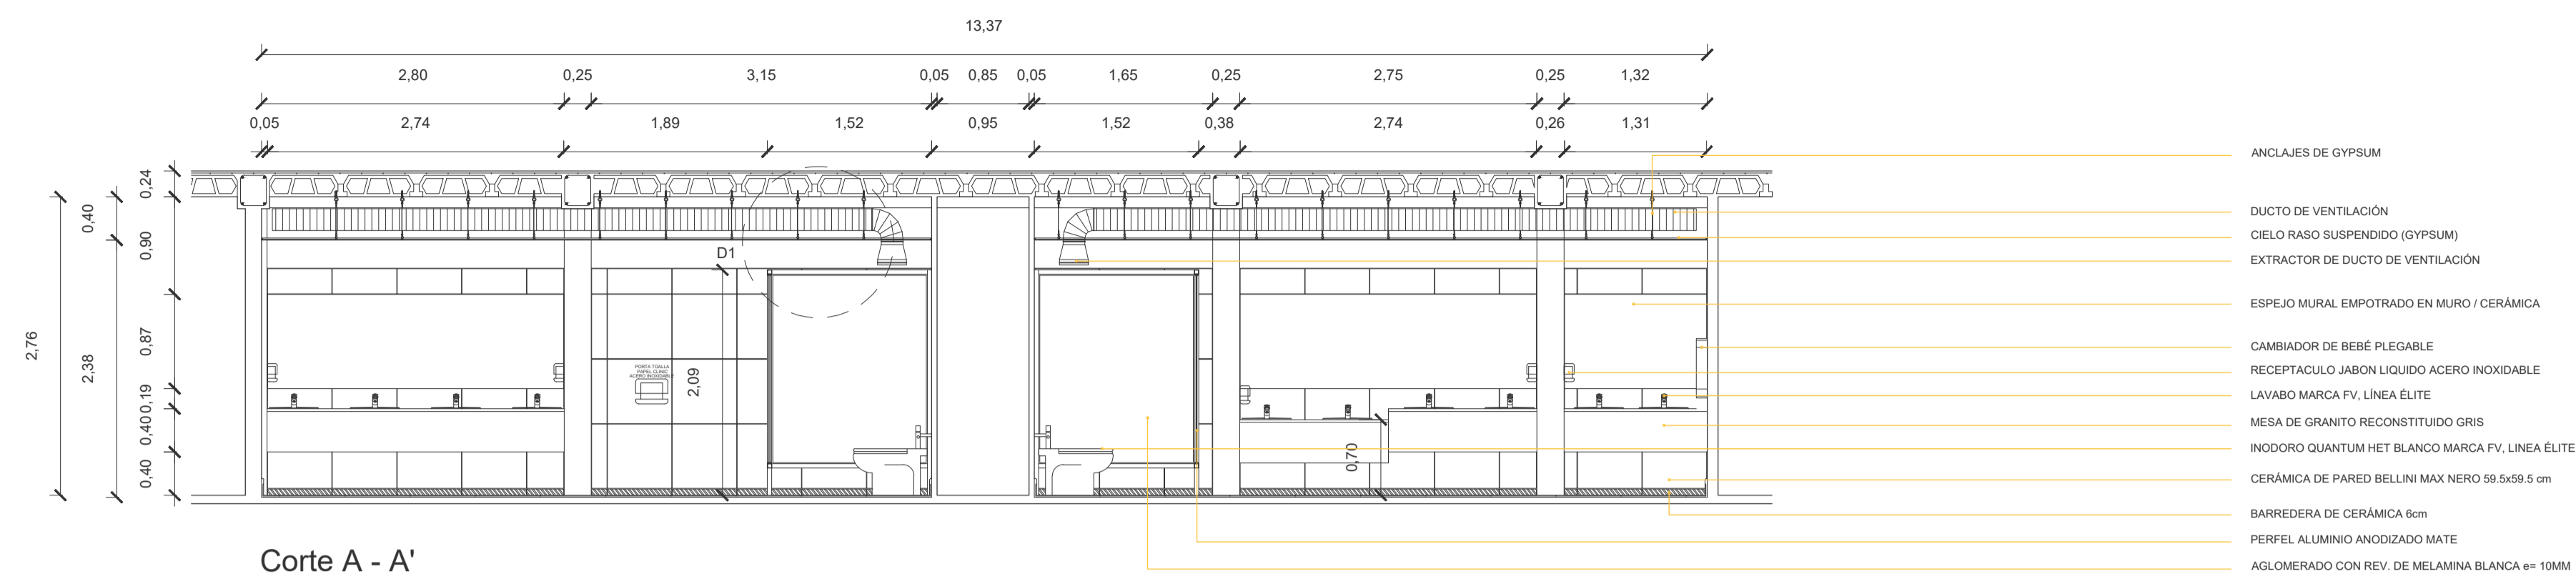 13,37
2,80 0,25 3,15 0,05 0,85 0,05 1,65 0,25 2,75 0,25 1,32
0,05 2,74 1,89 1,52 0,95 1,52 0,38 2,74 0,26 1,31
0,24
0,40
0,90
2,76
2,38
0,87
0,19
0,40
0,40
D1
PORTA TOALLA
PAPEL CLINIC
ACERO INOXIDABLE
2,09
0,70
ANCLAJES DE GYPSUM
DUCTO DE VENTILACIÓN
CIELO RASO SUSPENDIDO (GYPSUM)
EXTRACTOR DE DUCTO DE VENTILACIÓN
ESPEJO MURAL EMPOTRADO EN MURO / CERÁMICA
CAMBIADOR DE BEBÉ PLEGABLE
RECEPTACULO JABON LIQUIDO ACERO INOXIDABLE
LAVABO MARCA FV, LÍNEA ÉLITE
MESA DE GRANITO RECONSTITUIDO GRIS
INODORO QUANTUM HET BLANCO MARCA FV, LINEA ÉLITE
CERÁMICA DE PARED BELLINI MAX NERO 59.5x59.5 cm
BARREDERA DE CERÁMICA 6cm
PERFEL ALUMINIO ANODIZADO MATE
AGLOMERADO CON REV. DE MELAMINA BLANCA e= 10MM
Corte A - A'